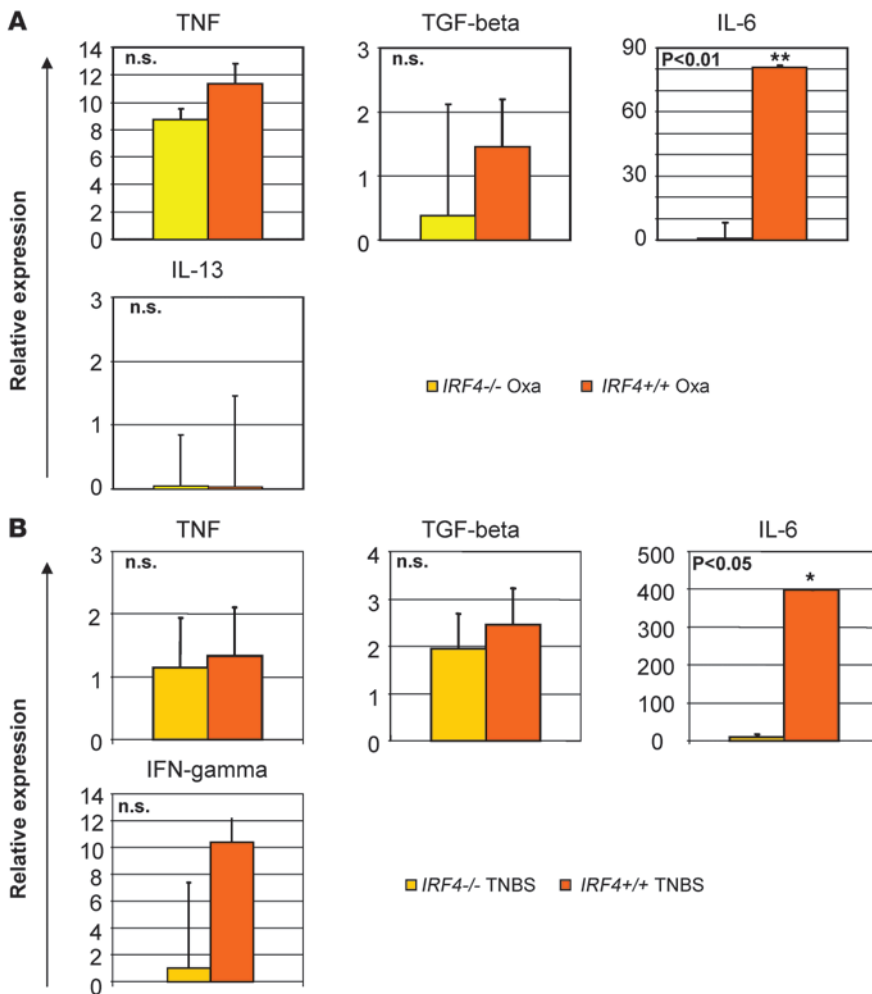 A
TNF
TGF-beta
IL-6
Relative expression
n.s.
14
12
10
8
6
4
2
0
n.s.
3
2
1
0
P<0.01
**
90
60
30
0
IL-13
n.s.
3
2
1
0
IRF4-/- Oxa
IRF4+/+ Oxa
B
TNF
TGF-beta
IL-6
Relative expression
n.s.
3
2
1
0
n.s.
4
3
2
1
0
P<0.05
*
500
400
300
200
100
0
IFN-gamma
n.s.
14
12
10
8
6
4
2
0
IRF4-/- TNBS
IRF4+/+ TNBS